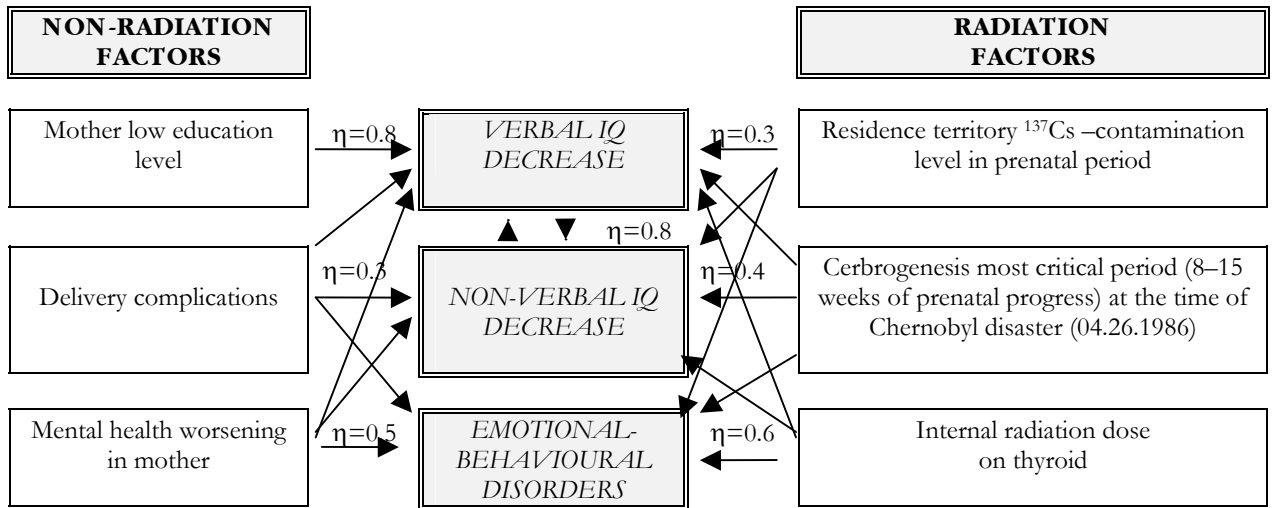 NON-RADIATION
FACTORS
RADIATION
FACTORS
Mother low education
level
η=0.8
VERBAL IQ
DECREASE
η=0.3
Residence territory ¹³⁷Cs –contamination
level in prenatal period
η=0.8
Delivery complications
η=0.3
NON-VERBAL IQ
DECREASE
η=0.4
Cerbrogenesis most critical period (8–15
weeks of prenatal progress) at the time of
Chernobyl disaster (04.26.1986)
Mental health worsening
in mother
η=0.5
EMOTIONAL-
BEHAVIOURAL
DISORDERS
η=0.6
Internal radiation dose
on thyroid